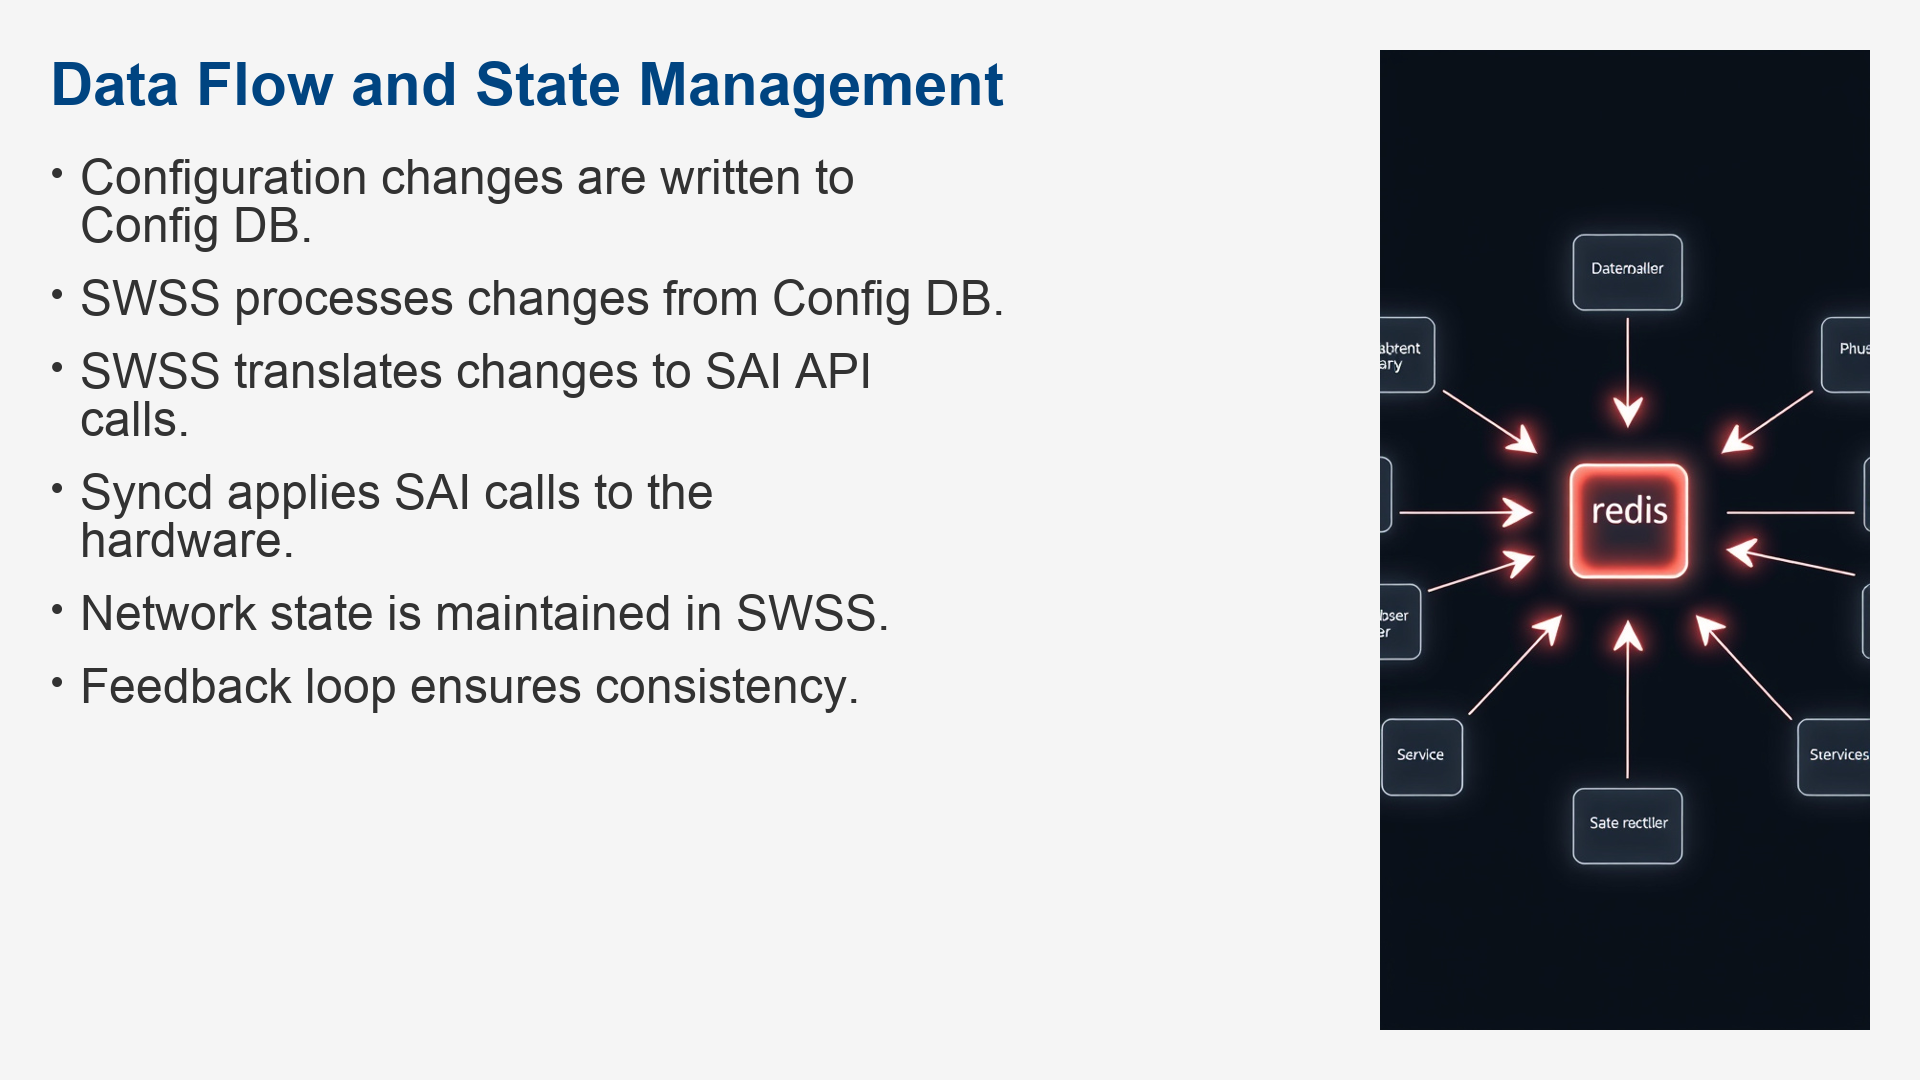 Data Flow and State Management
• Configuration changes are written to
Config DB.
• SWSS processes changes from Config DB.
• SWSS translates changes to SAI API
calls.
• Syncd applies SAI calls to the
hardware.
• Network state is maintained in SWSS.
• Feedback loop ensures consistency.
Daternaller
abrent
ary
Phus
redis
bser
er
Service
Stervices
Sate rectller